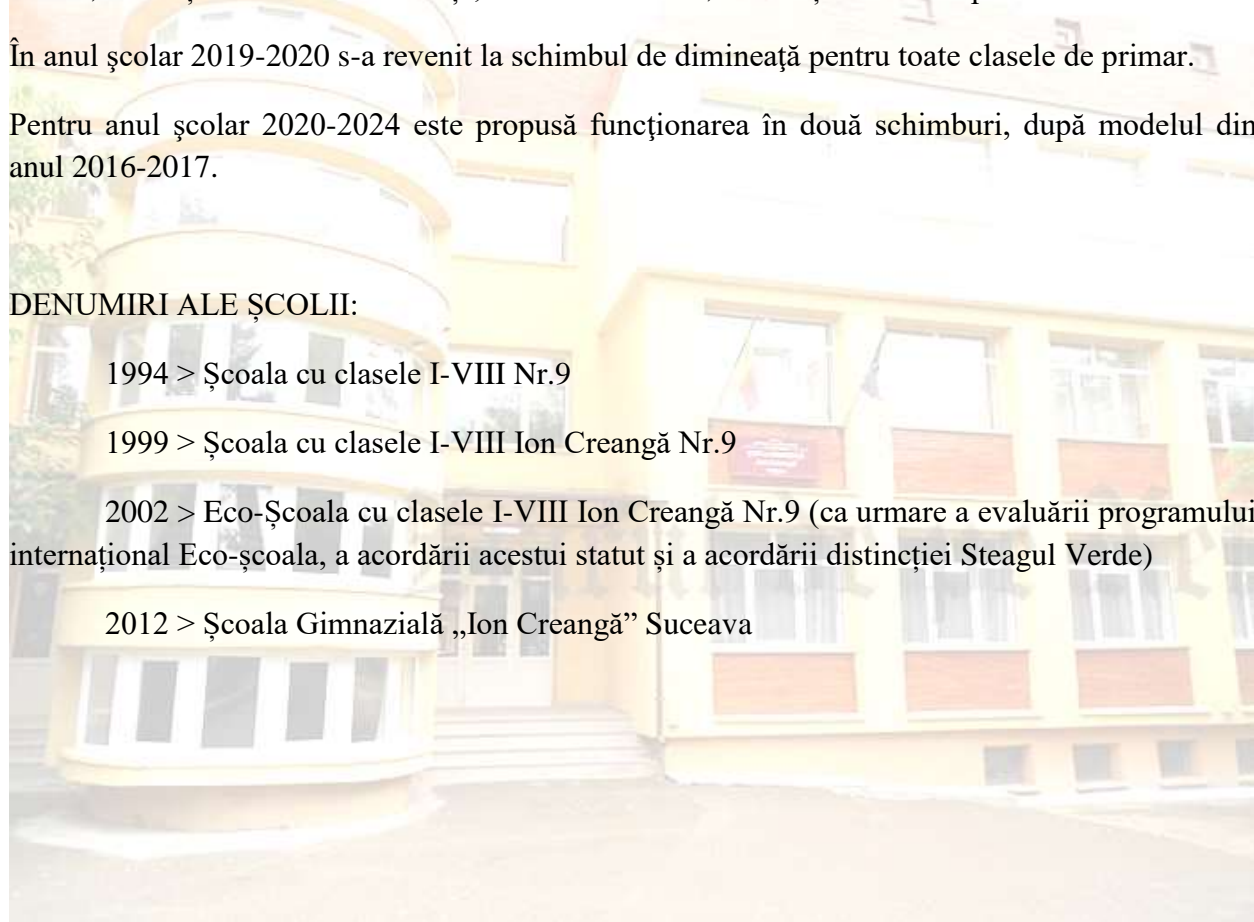 În anul şcolar 2019-2020 s-a revenit la schimbul de dimineaţă pentru toate clasele de primar.
Pentru anul şcolar 2020-2024 este propusă funcţionarea în două schimburi, după modelul din
anul 2016-2017.
DENUMIRI ALE ȘCOLII:
1994 > Școala cu clasele I-VIII Nr.9
1999 > Școala cu clasele I-VIII Ion Creangă Nr.9
2002 > Eco-Școala cu clasele I-VIII Ion Creangă Nr.9 (ca urmare a evaluării programului
internațional Eco-școala, a acordării acestui statut și a acordării distincției Steagul Verde)
2012 > Școala Gimnazială „Ion Creangă” Suceava